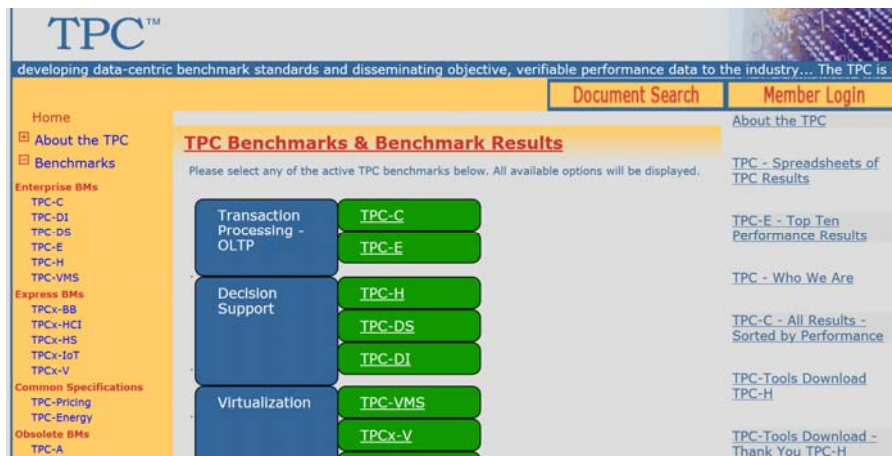 TPC™
developing data-centric benchmark standards and disseminating objective, verifiable performance data to the industry... The TPC is
Document Search
Member Login
Home
About the TPC
Benchmarks
Enterprise BMs
TPC-C
TPC-DI
TPC-DS
TPC-E
TPC-H
TPC-VMS
Express BMs
TPCx-BB
TPCx-HCI
TPCx-HS
TPCx-IoT
TPCx-V
Common Specifications
TPC-Pricing
TPC-Energy
Obsolete BMs
TPC-A
TPC Benchmarks & Benchmark Results
Please select any of the active TPC benchmarks below. All available options will be displayed.
Transaction
Processing -
OLTP
TPC-C
TPC-E
Decision
Support
TPC-H
TPC-DS
TPC-DI
Virtualization
TPC-VMS
TPCx-V
About the TPC
TPC - Spreadsheets of
TPC Results
TPC-E - Top Ten
Performance Results
TPC - Who We Are
TPC-C - All Results -
Sorted by Performance
TPC-Tools Download
TPC-H
TPC-Tools Download -
Thank You TPC-H